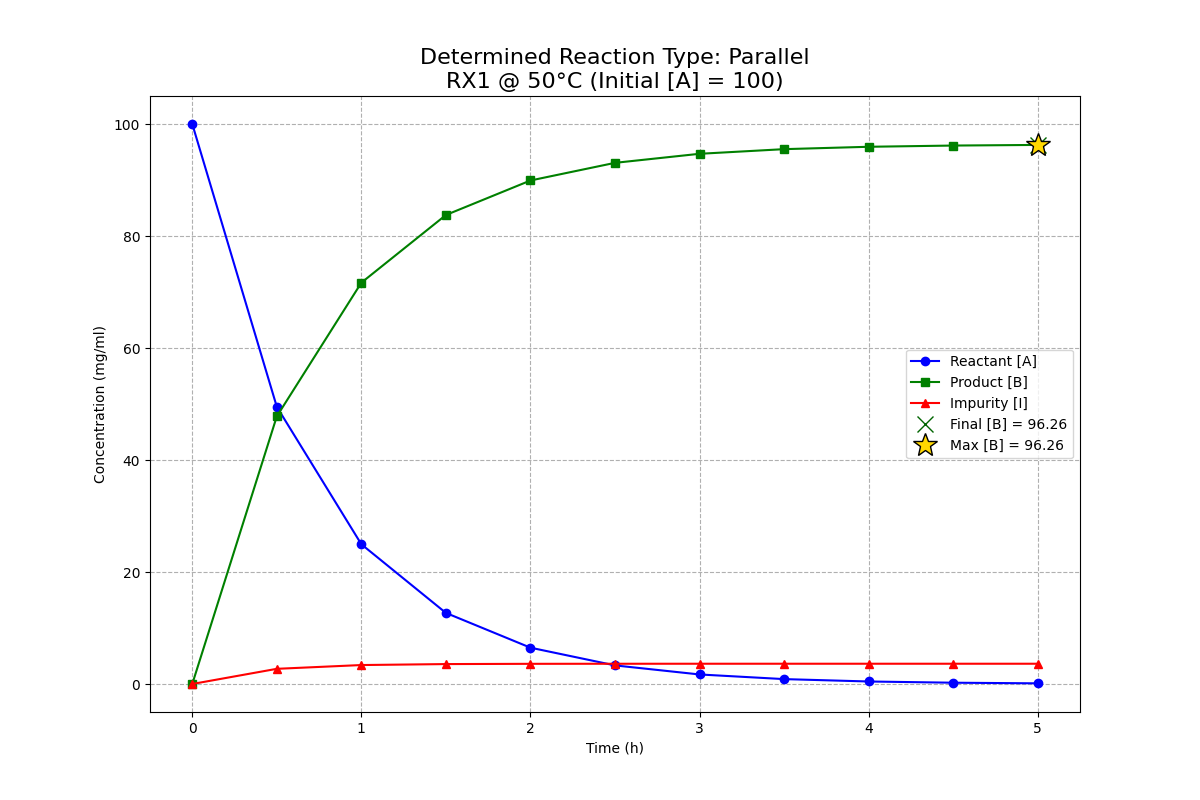 Determined Reaction Type: Parallel
RX1 @ 50°C (Initial [A] = 100)
100
80
60
40
20
0
Concentration (mg/ml)
Reactant [A]
Product [B]
Impurity [I]
Final [B] = 96.26
Max [B] = 96.26
0 1 2 3 4 5
Time (h)